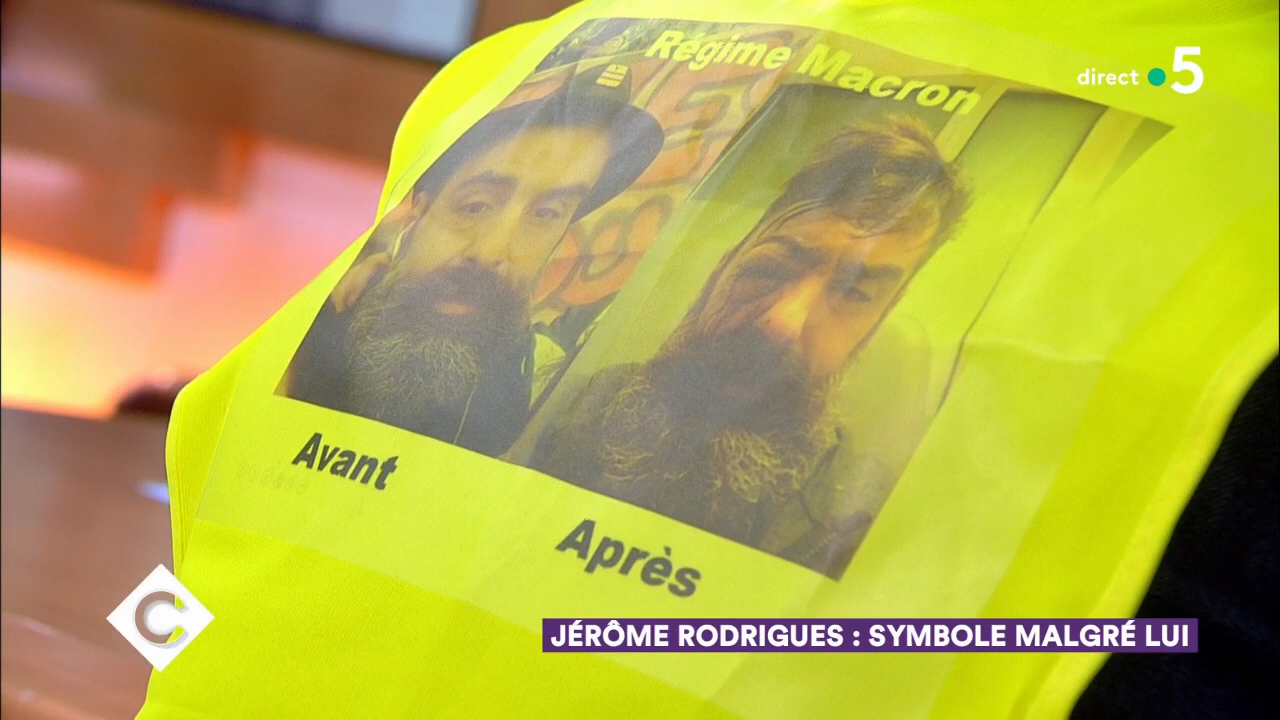 Régime Macron
direct 5
Avant
Après
C
JÉRÔME RODRIGUES : SYMBOLE MALGRÉ LUI